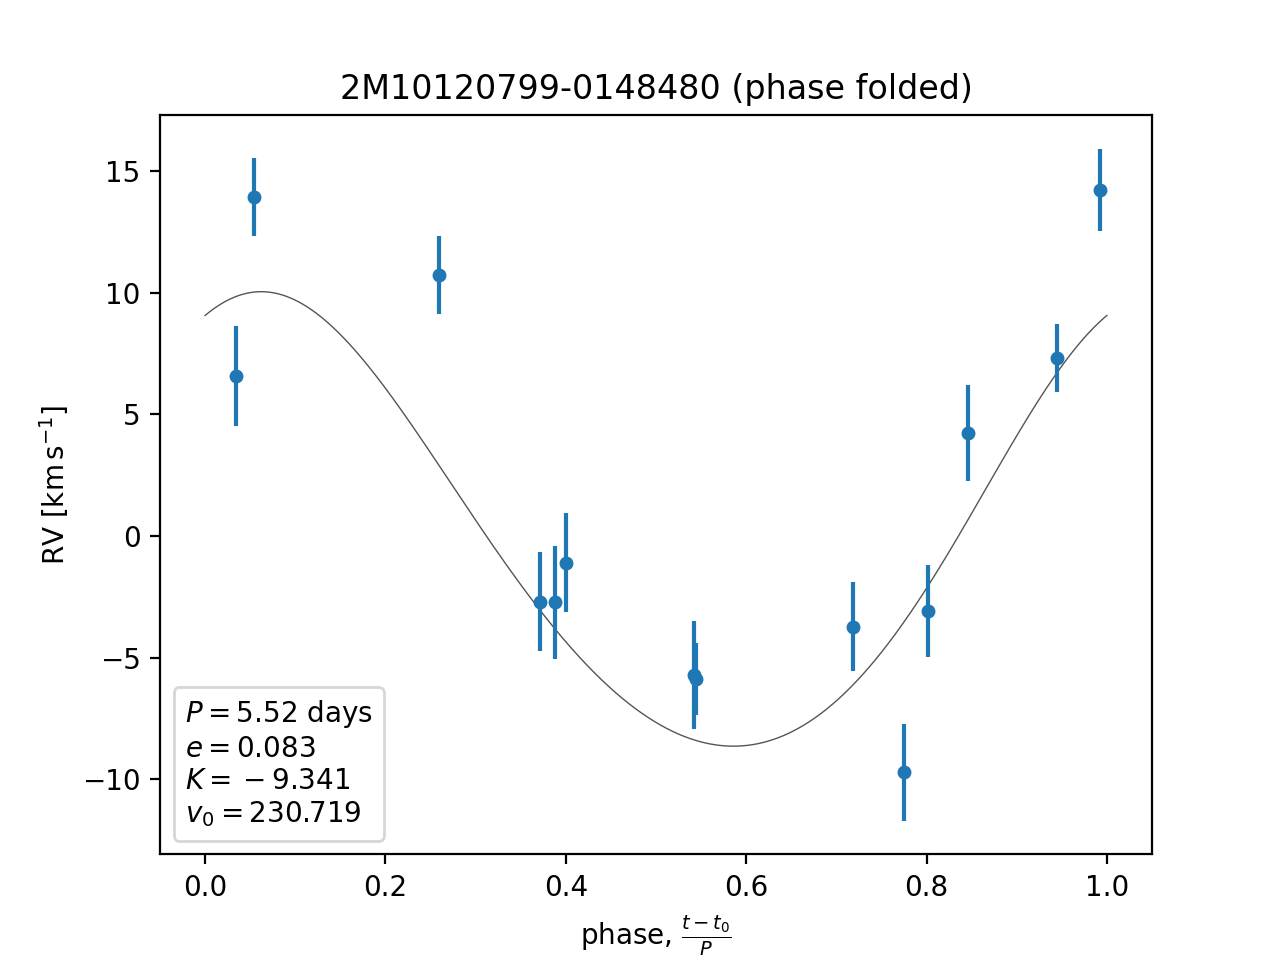 2M10120799-0148480 (phase folded)
RV [km s⁻¹]
15
10
5
0
−5
−10
P = 5.52 days
e = 0.083
K = −9.341
v₀ = 230.719
0.0 0.2 0.4 0.6 0.8 1.0
phase, (t − t₀)/P